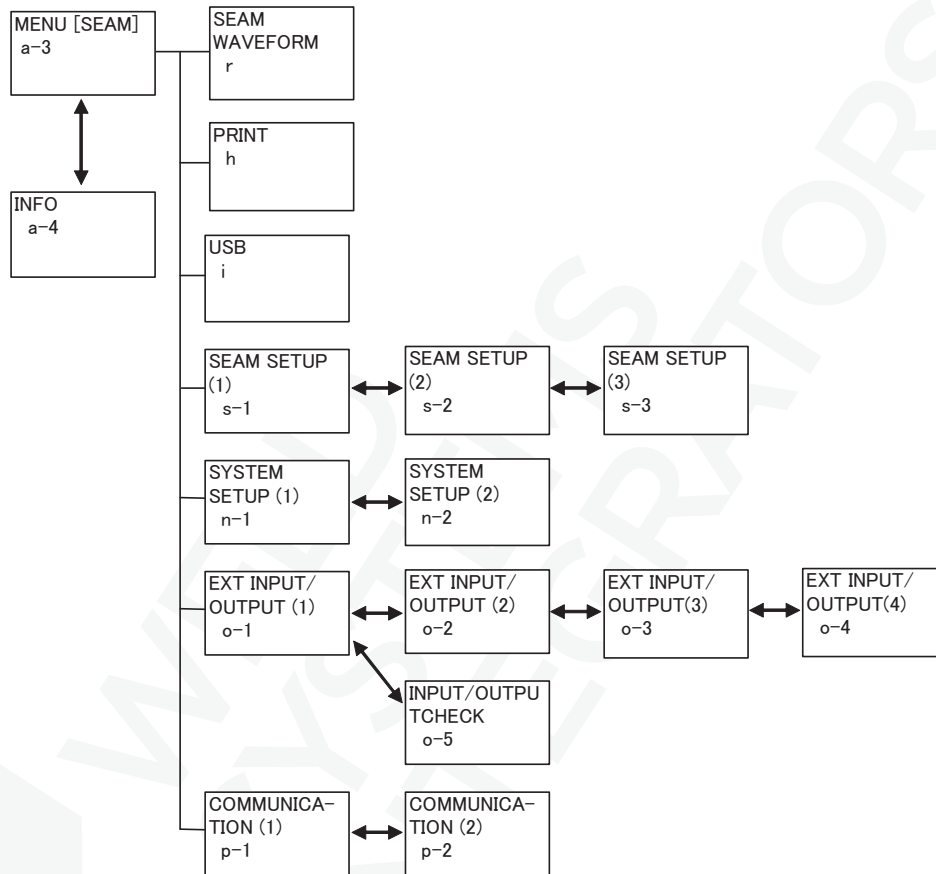 MENU [SEAM]
a-3
SEAM
WAVEFORM
r
PRINT
h
INFO
a-4
USB
i
SEAM SETUP
(1)
s-1
SEAM SETUP
(2)
s-2
SEAM SETUP
(3)
s-3
SYSTEM
SETUP (1)
n-1
SYSTEM
SETUP (2)
n-2
EXT INPUT/
OUTPUT (1)
o-1
EXT INPUT/
OUTPUT (2)
o-2
EXT INPUT/
OUTPUT(3)
o-3
EXT INPUT/
OUTPUT(4)
o-4
INPUT/OUTPU
TCHECK
o-5
COMMUNICA-
TION (1)
p-1
COMMUNICA-
TION (2)
p-2
WELDING
SYSTEMS
INTEGRATORS